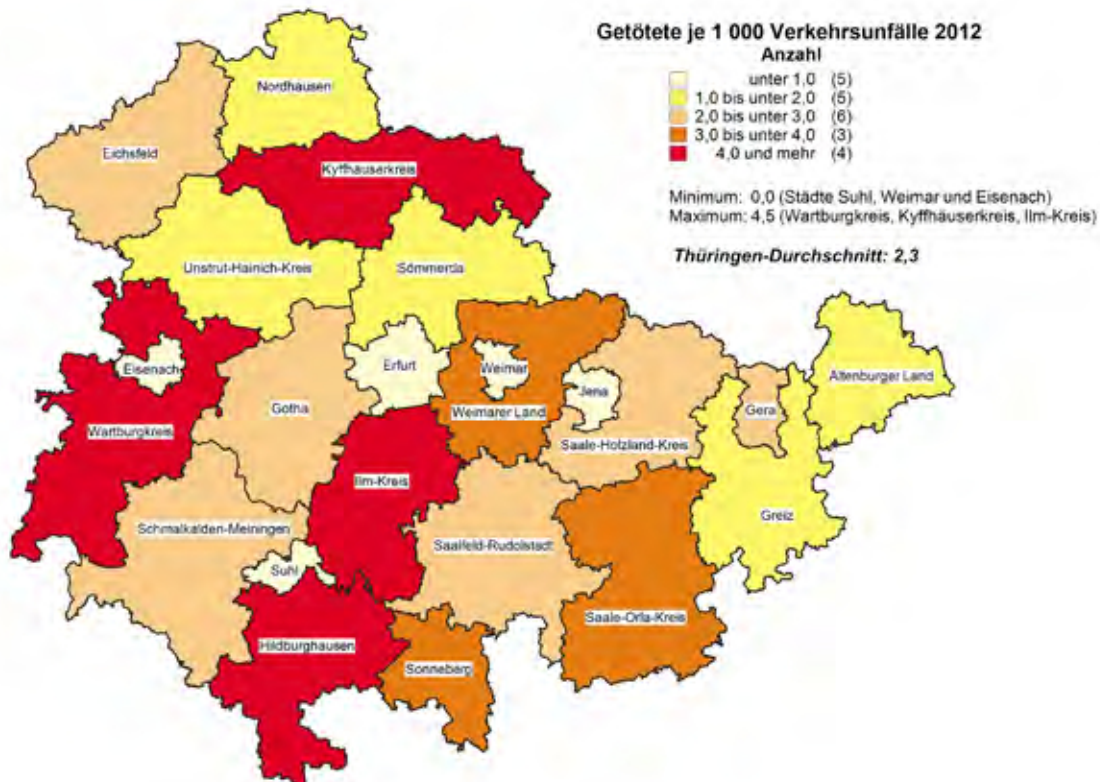 Getötete je 1 000 Verkehrsunfälle 2012
Anzahl
unter 1,0 (5)
1,0 bis unter 2,0 (5)
2,0 bis unter 3,0 (6)
3,0 bis unter 4,0 (3)
4,0 und mehr (4)
Minimum: 0,0 (Städte Suhl, Weimar und Eisenach)
Maximum: 4,5 (Wartburgkreis, Kyffhäuserkreis, Ilm-Kreis)
Thüringen-Durchschnitt: 2,3
Nordhausen
Eichsfeld
Kyffhäuserkreis
Unstrut-Hainich-Kreis
Sömmerda
Eisenach
Erfurt
Weimar
Jena
Altenburger Land
Gotha
Weimarer Land
Gera
Wartburgkreis
Saale-Holzland-Kreis
Ilm-Kreis
Greiz
Schmalkalden-Meiningen
Saalfeld-Rudolstadt
Suhl
Saale-Orla-Kreis
Hildburghausen
Sonneberg